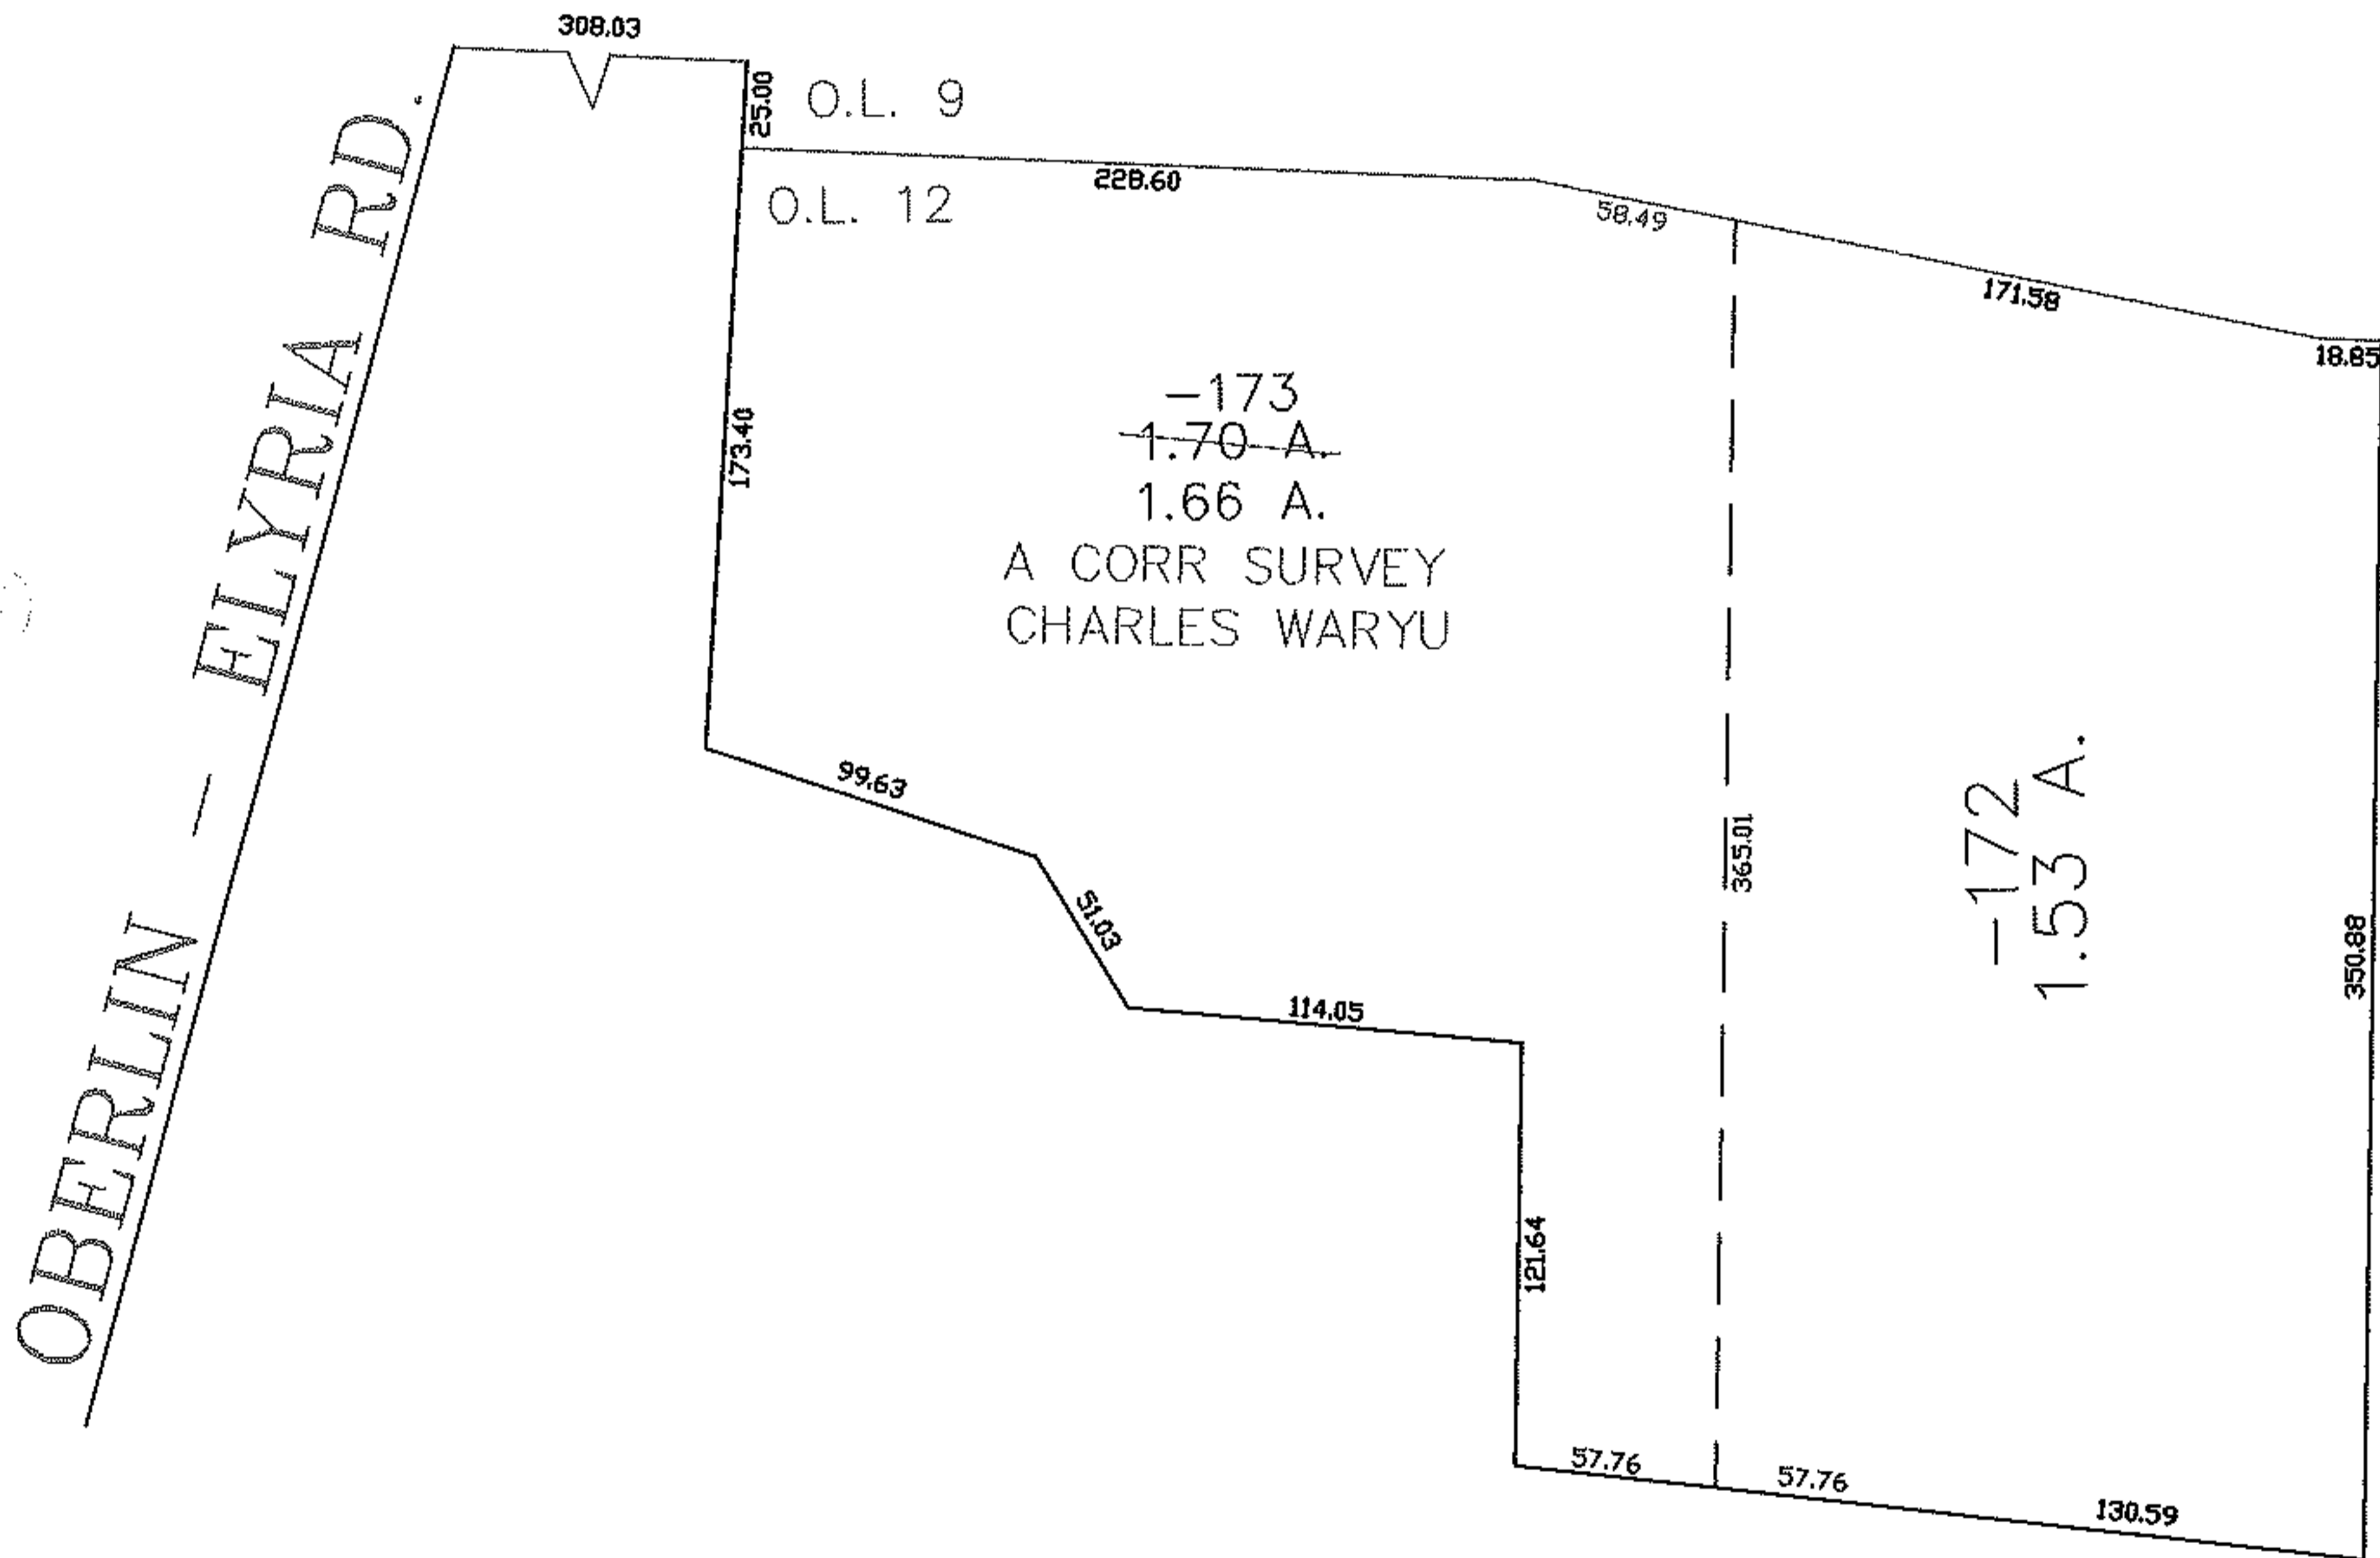 308.03
OBERLIN — ELYRIA RD.
25.00
O.L. 9
228.60
O.L. 12
58.49
171.58
18.85
173.40
-173
1.70 A.
1.66 A.
A CORR SURVEY
CHARLES WARYU
99.63
51.03
114.05
121.64
365.01
-172
1.53 A.
350.88
57.76
57.76
130.59